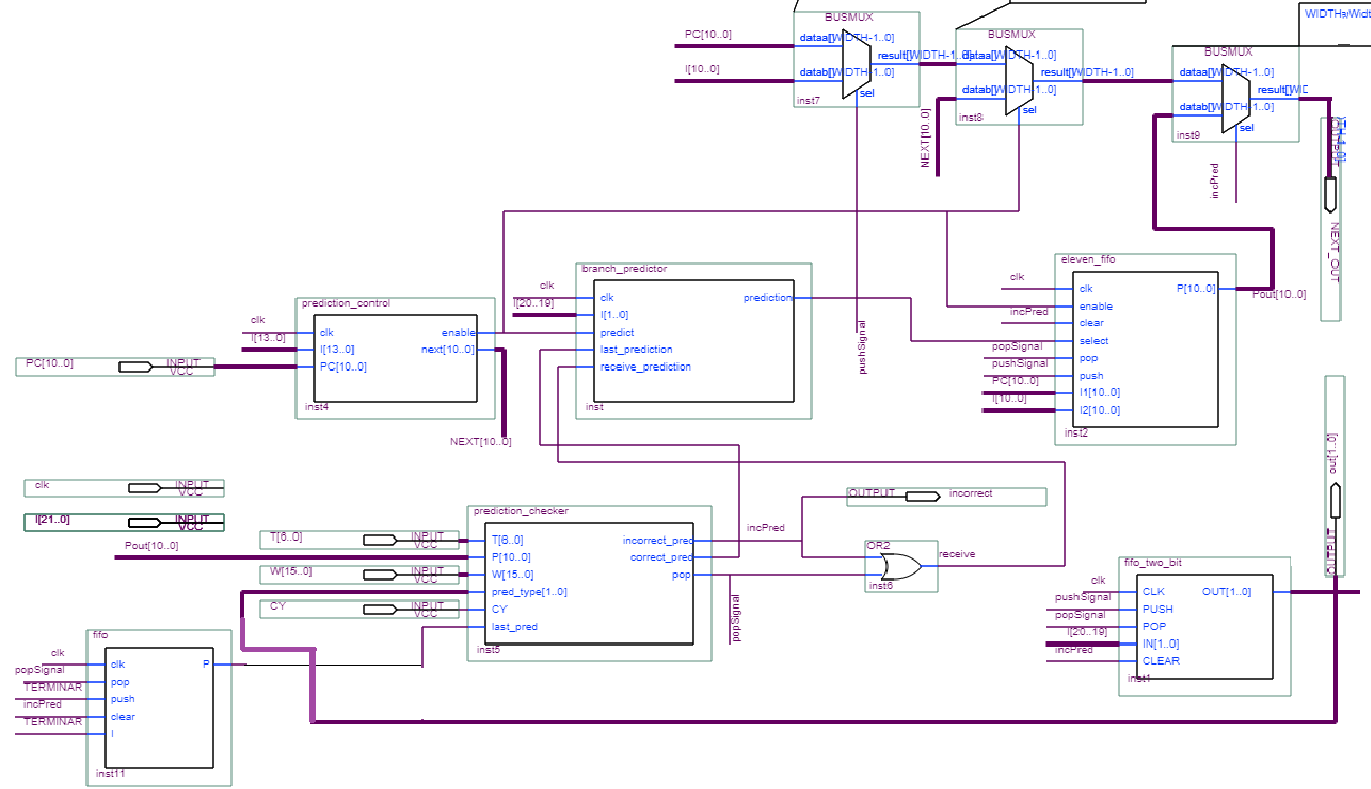 BUSMUX
PC[10..0]
dataa[WIDTH-1..0]
result[WIDTH-1..0]
I[10..0]
datab[WIDTH-1..0]
sel
inst7
BUSMUX
dataa[WIDTH-1..0]
result[WIDTH-1..0]
datab[WIDTH-1..0]
sel
inst8
NEXT[10..0]
BUSMUX
dataa[WIDTH-1..0]
datab[WIDTH-1..0]
sel
inst9
incPred
OUTPUT
NEXT_OUT
prediction_control
clk
I[13..0]
PC[10..0]
INPUT
VCC
clk
I[13..0]
PC[10..0]
enable
next[10..0]
inst4
NEXT[10..0]
branch_predictor
clk
I[20..19]
clk
I[1..0]
predict
last_prediction
receive_prediction
prediction
inst
pushSignal
eleven_fifo
clk
incPred
popSignal
pushSignal
PC[10..0]
I[10..0]
clk
enable
clear
select
pop
push
I1[10..0]
I2[10..0]
P[10..0]
Pout[10..0]
inst2
clk
INPUT
VCC
I[21..0]
INPUT
VCC
Pout[10..0]
prediction_checker
T[6..0]
INPUT
VCC
W[15..0]
INPUT
VCC
CY
INPUT
VCC
T[6..0]
P[10..0]
W[15..0]
pred_type[1..0]
CY
last_pred
incorrect_pred
correct_pred
pop
inst5
incPred
popSignal
OUTPUT
incorrect
OR2
receive
inst6
out[1..0]
OUTPUT
fifo_two_bit
clk
pushSignal
popSignal
I[20..19]
incPred
CLK
PUSH
POP
IN[1..0]
CLEAR
OUT[1..0]
inst1
fifo
clk
popSignal
TERMINAR
incPred
TERMINAR
clk
pop
push
clear
I
P
inst11